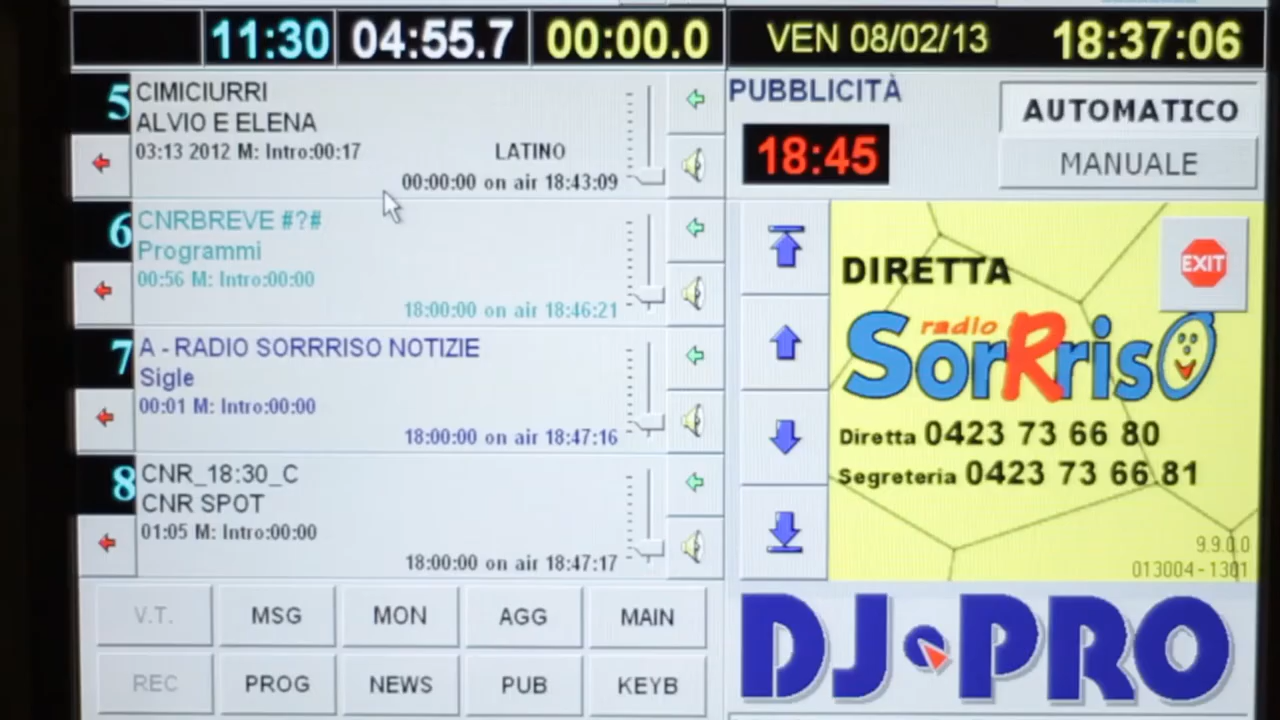 11:30 04:55.7 00:00.0 VEN 08/02/13 18:37:06
5 CIMICIURRI
ALVIO E ELENA
03:13 2012 M: Intro:00:17 LATINO
00:00:00 on air 18:43:09
6 CNRBREVE #?#
Programmi
00:56 M: Intro:00:00
18:00:00 on air 18:46:21
7 A - RADIO SORRRISO NOTIZIE
Sigle
00:01 M: Intro:00:00
18:00:00 on air 18:47:16
8 CNR_18:30_C
CNR SPOT
01:05 M: Intro:00:00
18:00:00 on air 18:47:17
V.T. MSG MON AGG MAIN
REC PROG NEWS PUB KEYB
PUBBLICITÀ
18:45
AUTOMATICO
MANUALE
EXIT
DIRETTA
radio
SorRriso
Diretta 0423 73 66 80
Segreteria 0423 73 66 81
9.9.0.0
013004 - 1301
DJ PRO